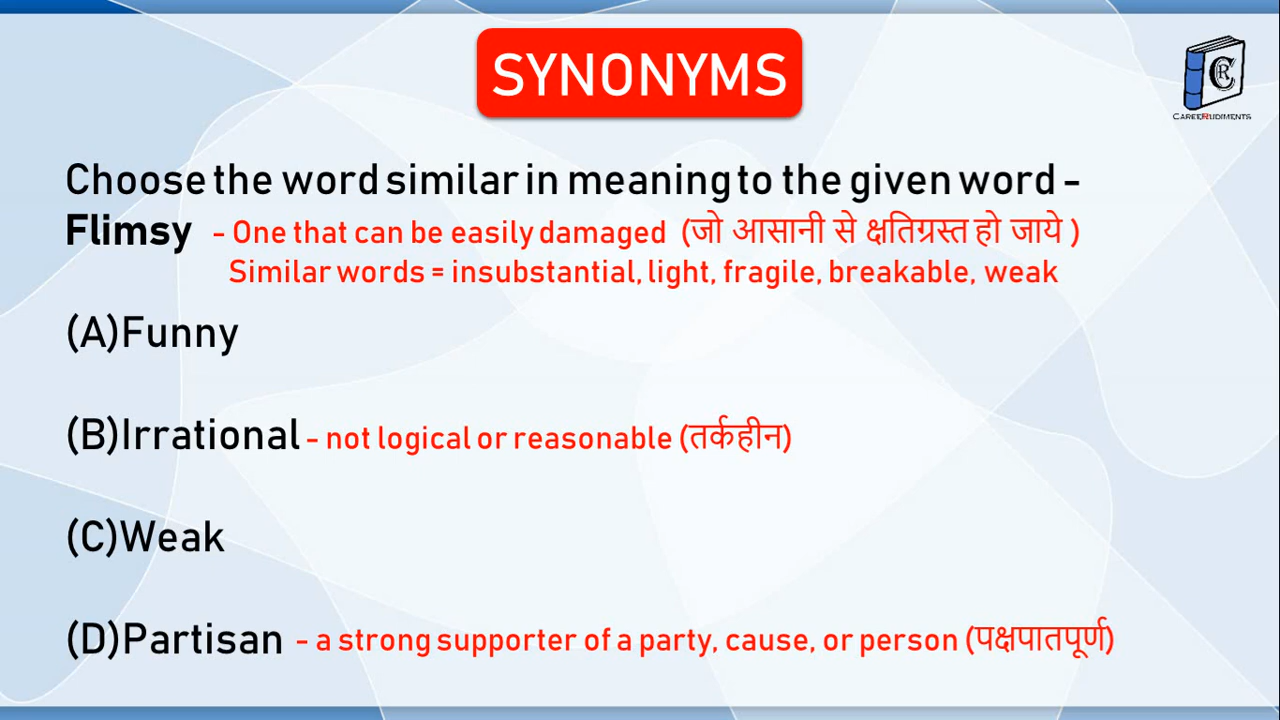 SYNONYMS
CR
CAREERUDIMENTS
Choose the word similar in meaning to the given word -
Flimsy - One that can be easily damaged (जो आसानी से क्षतिग्रस्त हो जाये )
Similar words = insubstantial, light, fragile, breakable, weak
(A)Funny
(B)Irrational - not logical or reasonable (तर्कहीन)
(C)Weak
(D)Partisan - a strong supporter of a party, cause, or person (पक्षपातपूर्ण)